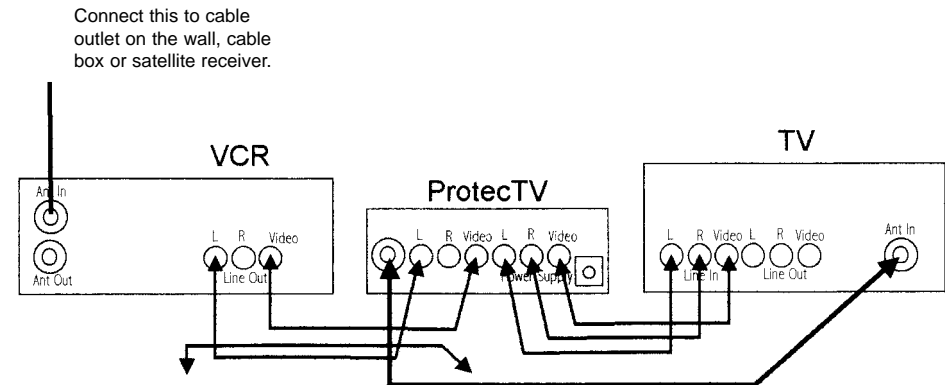 Connect this to cable
outlet on the wall, cable
box or satellite receiver.
VCR
ProtecTV
TV
Ant In
Ant Out
L R Video
Line Out
L R Video L R Video
Power Supply
L R Video L R Video
Line In Line Out
Ant In